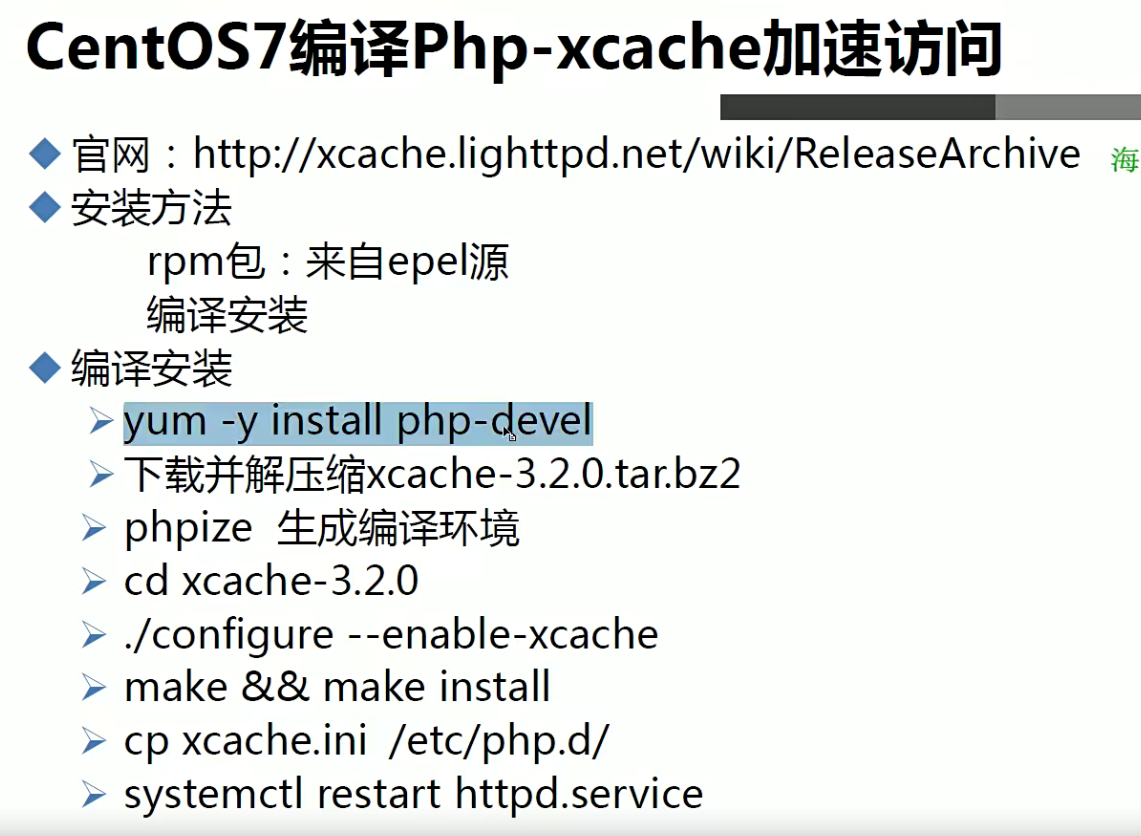 CentOS7编译Php-xcache加速访问
官网：http://xcache.lighttpd.net/wiki/ReleaseArchive
海
安装方法
rpm包：来自epel源
编译安装
编译安装
yum -y install php-devel
下载并解压缩xcache-3.2.0.tar.bz2
phpize 生成编译环境
cd xcache-3.2.0
./configure --enable-xcache
make && make install
cp xcache.ini /etc/php.d/
systemctl restart httpd.service